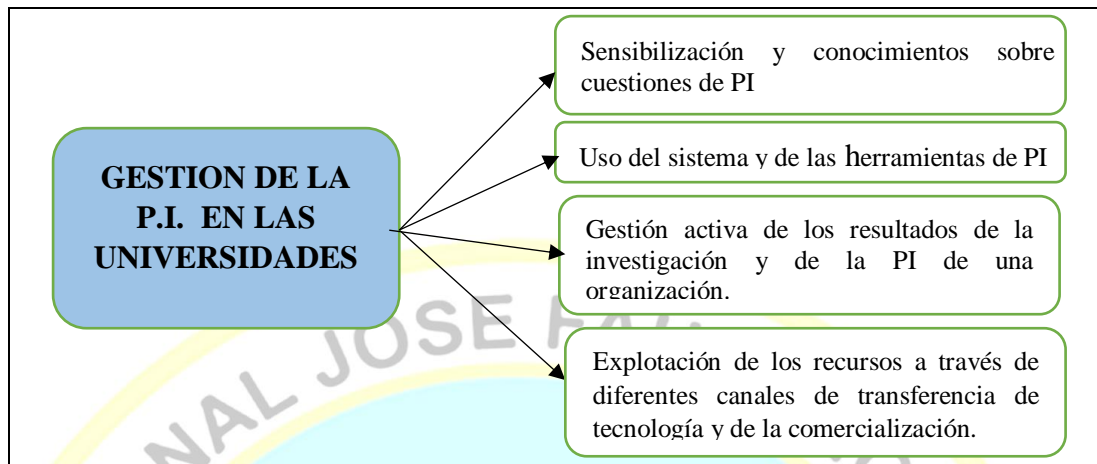 GESTION DE LA
P.I. EN LAS
UNIVERSIDADES
Sensibilización y conocimientos sobre
cuestiones de PI
Uso del sistema y de las herramientas de PI
Gestión activa de los resultados de la
investigación y de la PI de una
organización.
Explotación de los recursos a través de
diferentes canales de transferencia de
tecnología y de la comercialización.
NAL JOSE